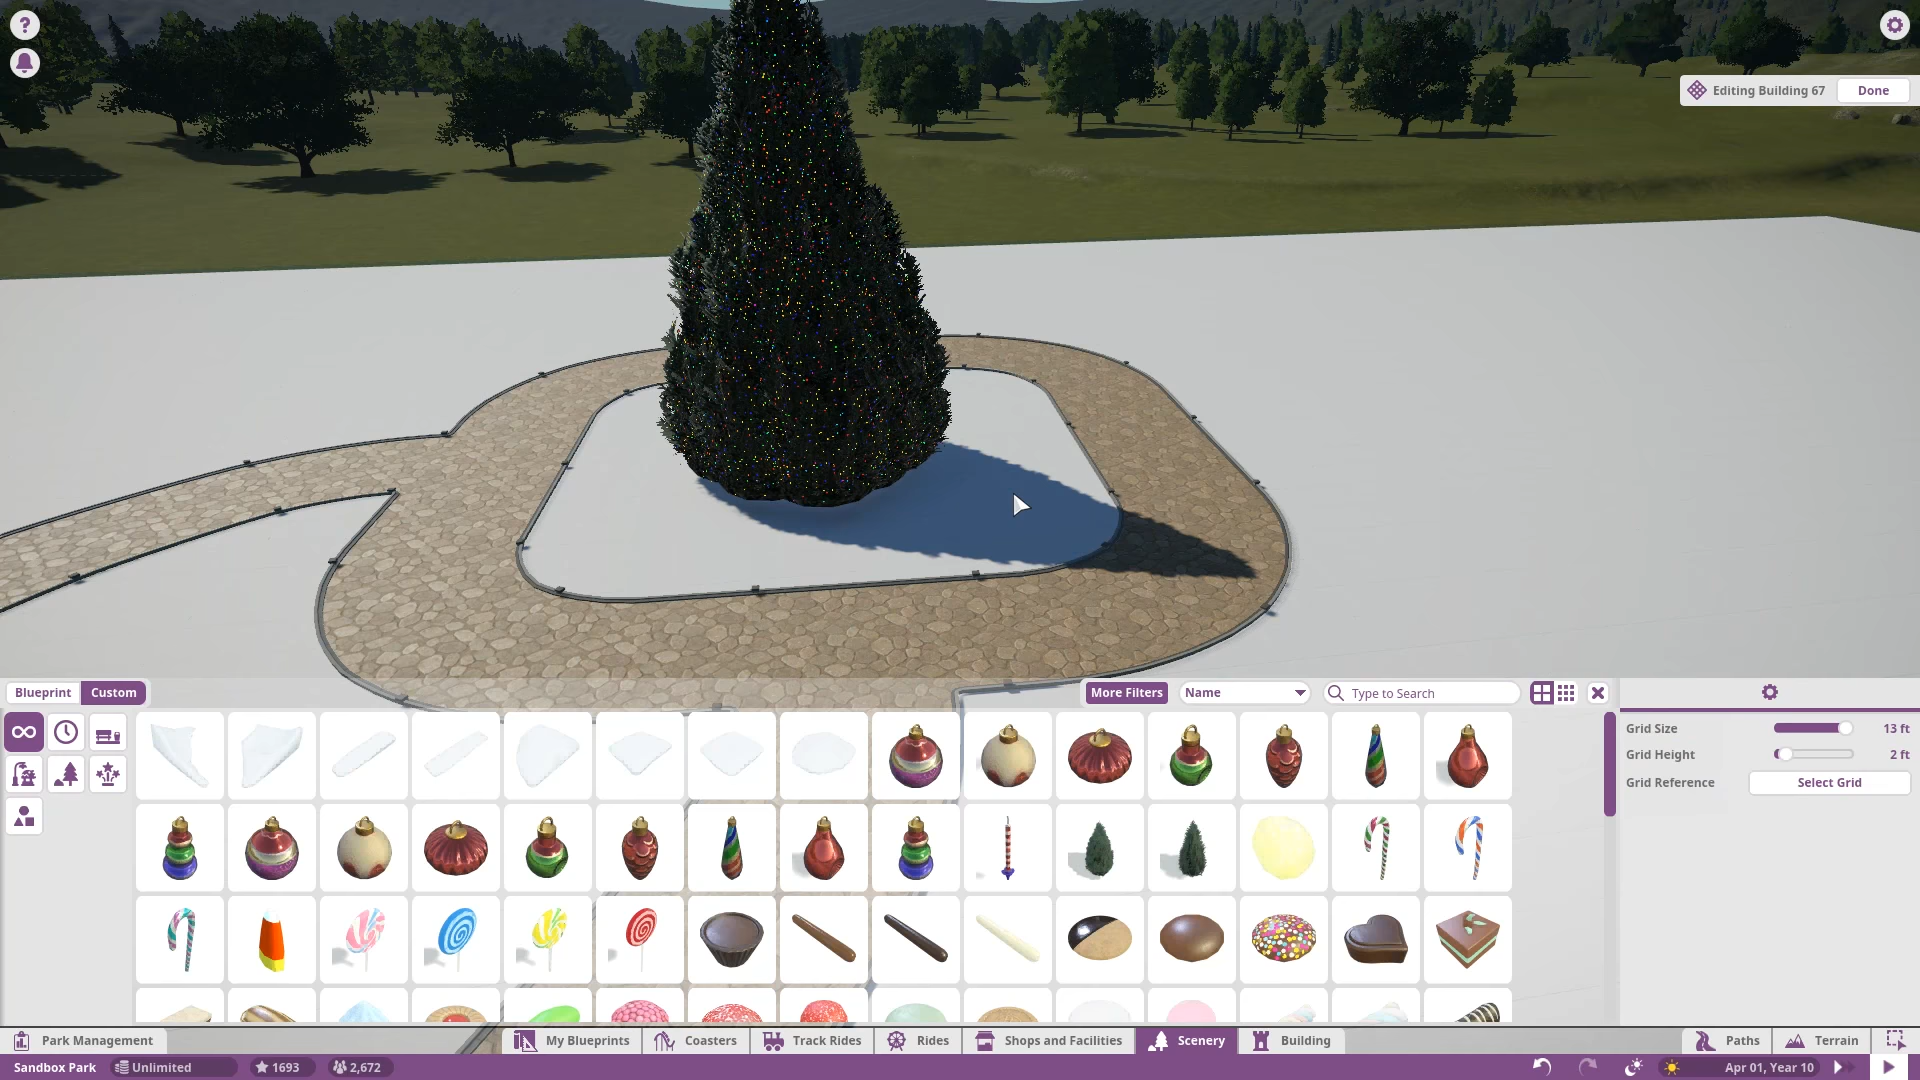 ?
Editing Building 67
Done
Blueprint
Custom
More Filters
Name
Type to Search
Grid Size
13 ft
Grid Height
2 ft
Grid Reference
Select Grid
Park Management
My Blueprints
Coasters
Track Rides
Rides
Shops and Facilities
Scenery
Building
Paths
Terrain
Sandbox Park
Unlimited
1693
2,672
Apr 01, Year 10